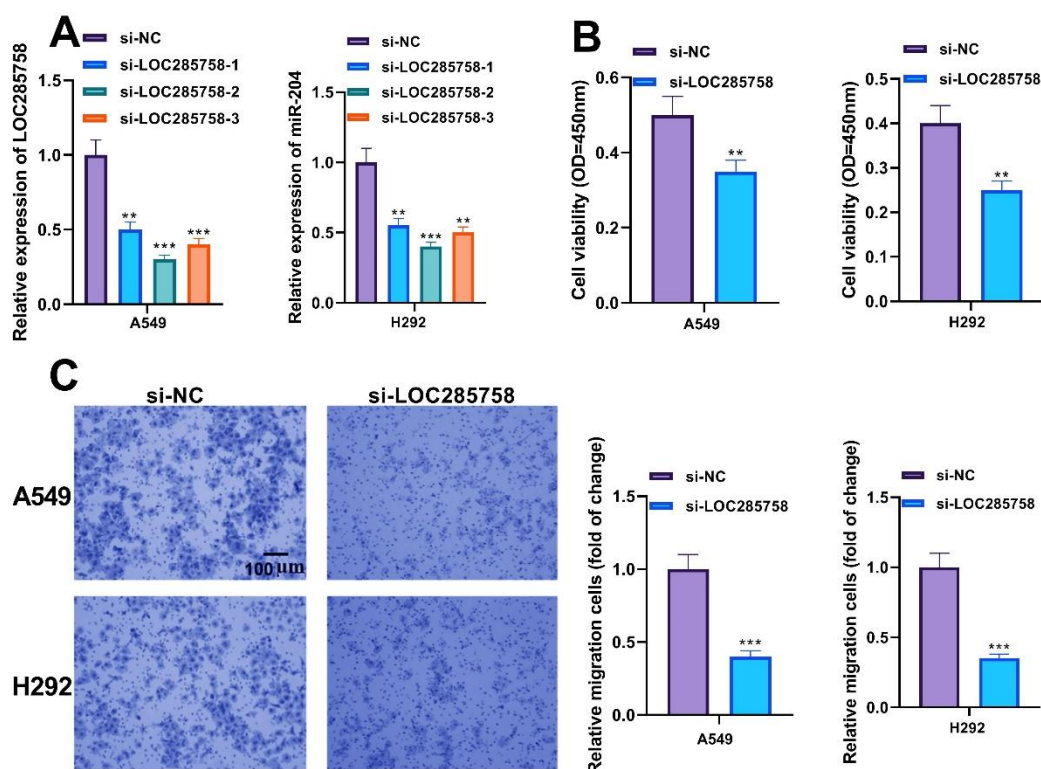 A
si-NC
si-LOC285758-1
si-LOC285758-2
si-LOC285758-3
Relative expression of LOC285758
1.5
1.0
0.5
0.0
**
***
***
A549
si-NC
si-LOC285758-1
si-LOC285758-2
si-LOC285758-3
Relative expression of miR-204
1.5
1.0
0.5
0.0
**
***
**
H292
B
si-NC
si-LOC285758
Cell viability (OD=450nm)
0.6
0.4
0.2
0.0
**
A549
si-NC
si-LOC285758
Cell viability (OD=450nm)
0.5
0.4
0.3
0.2
0.1
0.0
**
H292
C
si-NC
si-LOC285758
A549
100 μm
H292
si-NC
si-LOC285758
Relative migration cells (fold of change)
1.5
1.0
0.5
0.0
***
A549
si-NC
si-LOC285758
Relative migration cells (fold of change)
1.5
1.0
0.5
0.0
***
H292